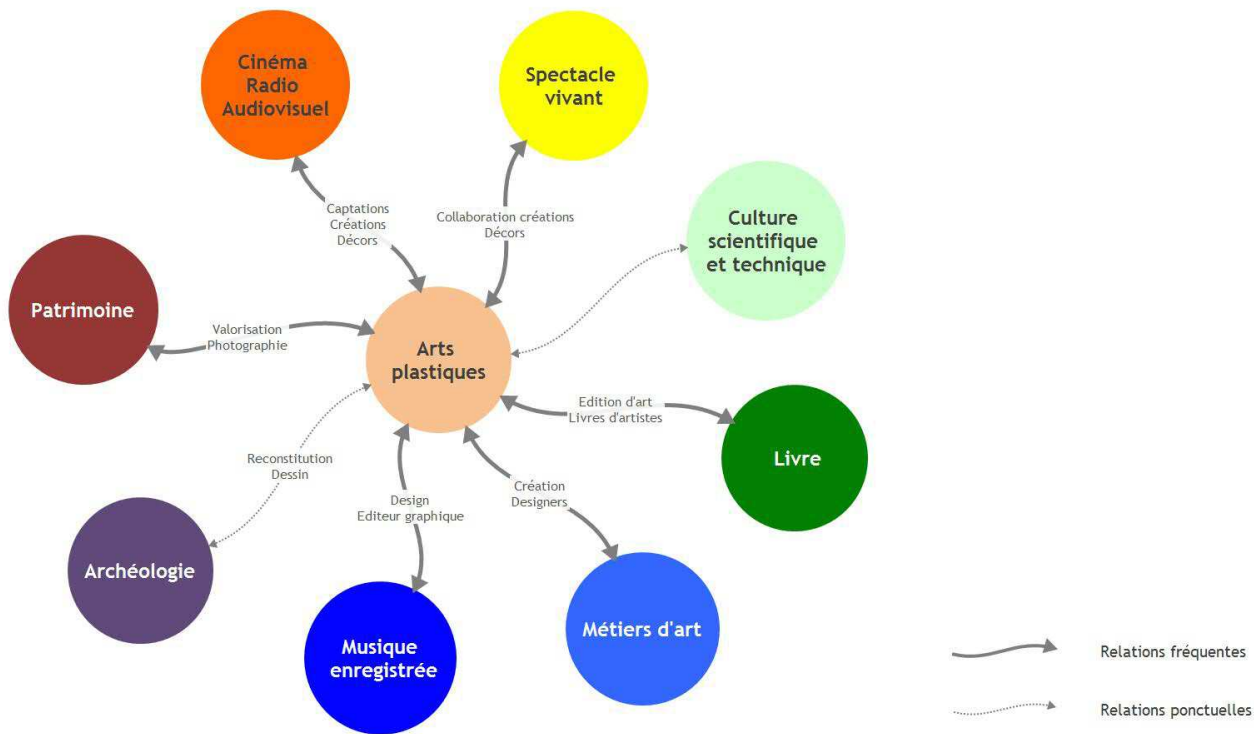 Cinéma
Radio
Audiovisuel
Spectacle
vivant
Captations
Créations
Décors
Collaboration créations
Décors
Culture
scientifique
et technique
Patrimoine
Valorisation
Photographie
Arts
plastiques
Edition d'art
Livres d'artistes
Livre
Reconstitution
Dessin
Création
Designers
Design
Editeur graphique
Archéologie
Musique
enregistrée
Métiers d'art
Relations fréquentes
Relations ponctuelles